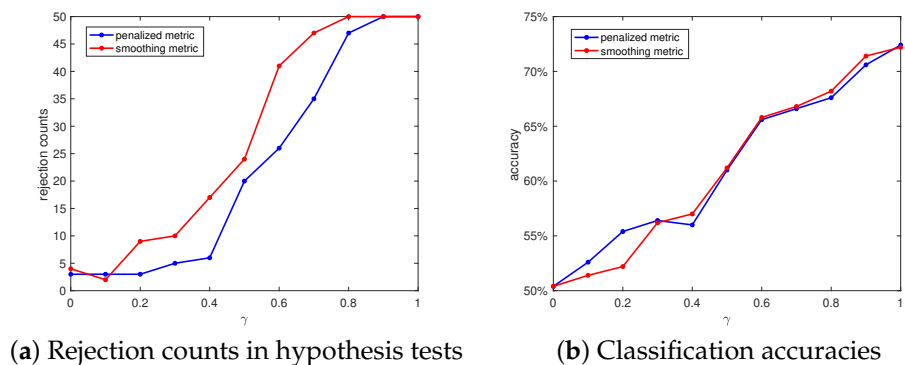 50
45
40
35
30
25
20
15
10
5
0
rejection counts
penalized metric
smoothing metric
0 0.2 0.4 0.6 0.8 1
γ
(a) Rejection counts in hypothesis tests
75%
70%
65%
60%
55%
50%
accuracy
penalized metric
smoothing metric
0 0.2 0.4 0.6 0.8 1
γ
(b) Classification accuracies